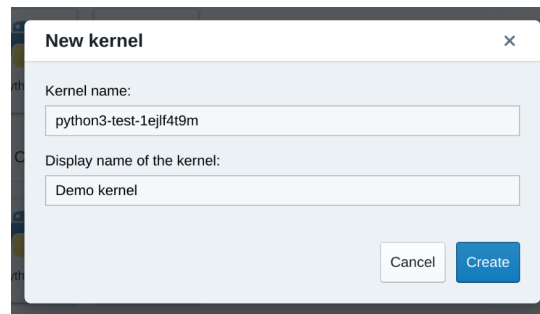 New kernel
Kernel name:
python3-test-1ejlf4t9m
Display name of the kernel:
Demo kernel
Cancel
Create